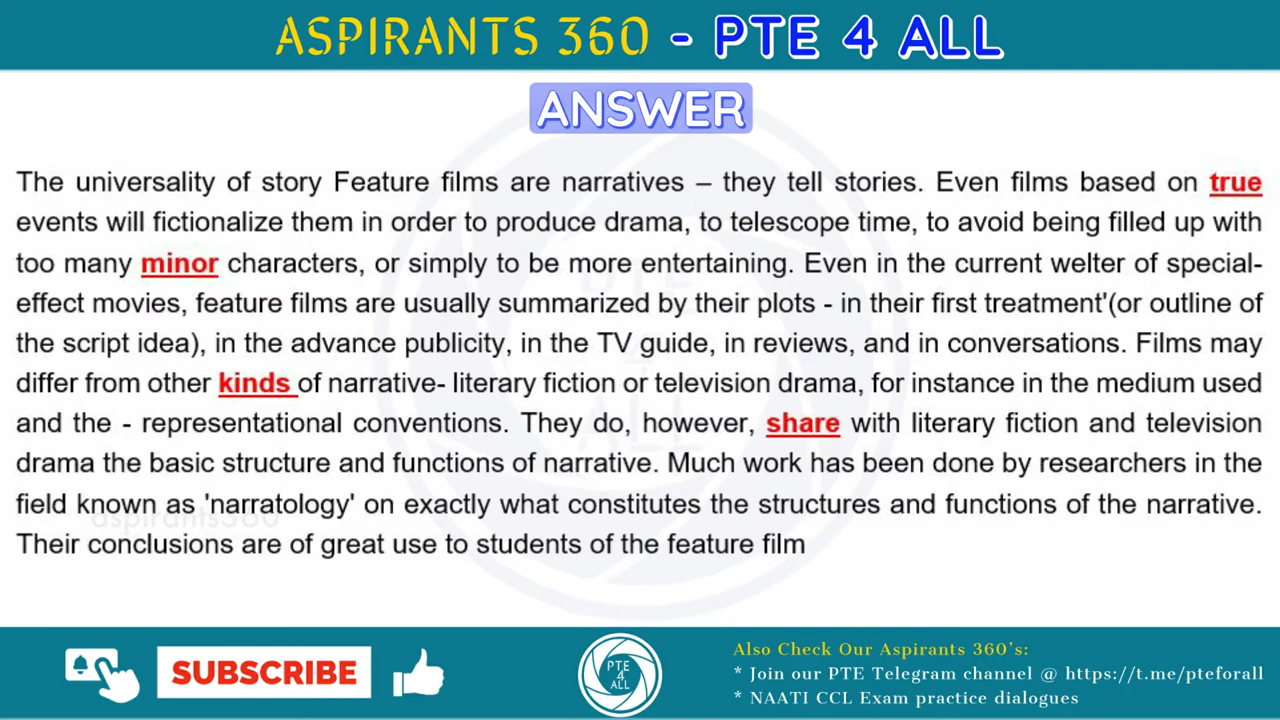 ASPIRANTS 360 - PTE 4 ALL
ANSWER
The universality of story Feature films are narratives – they tell stories. Even films based on true
events will fictionalize them in order to produce drama, to telescope time, to avoid being filled up with
too many minor characters, or simply to be more entertaining. Even in the current welter of special-
effect movies, feature films are usually summarized by their plots - in their first treatment'(or outline of
the script idea), in the advance publicity, in the TV guide, in reviews, and in conversations. Films may
differ from other kinds of narrative- literary fiction or television drama, for instance in the medium used
and the - representational conventions. They do, however, share with literary fiction and television
drama the basic structure and functions of narrative. Much work has been done by researchers in the
field known as 'narratology' on exactly what constitutes the structures and functions of the narrative.
aspirants360
Their conclusions are of great use to students of the feature film
SUBSCRIBE
PTE
4
ALL
Also Check Our Aspirants 360's:
* Join our PTE Telegram channel @ https://t.me/pteforall
* NAATI CCL Exam practice dialogues